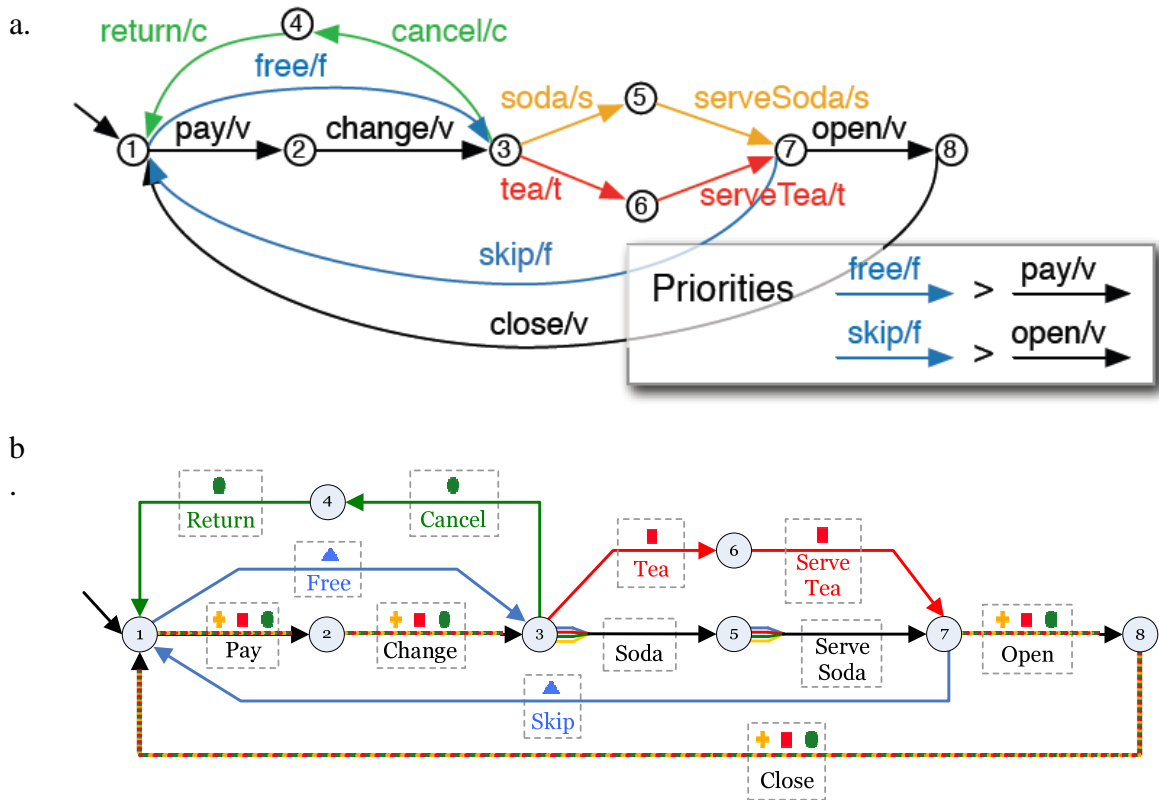 a.
4
return/c
cancel/c
free/f
soda/s
5
serveSoda/s
pay/v
change/v
open/v
1
2
3
7
8
tea/t
6
serveTea/t
skip/f
close/v
Priorities
free/f > pay/v
skip/f > open/v
b
.
4
Return
Cancel
Free
Tea
6
Serve
Tea
1
2
3
5
7
8
Pay
Change
Soda
Serve
Soda
Open
Skip
Close